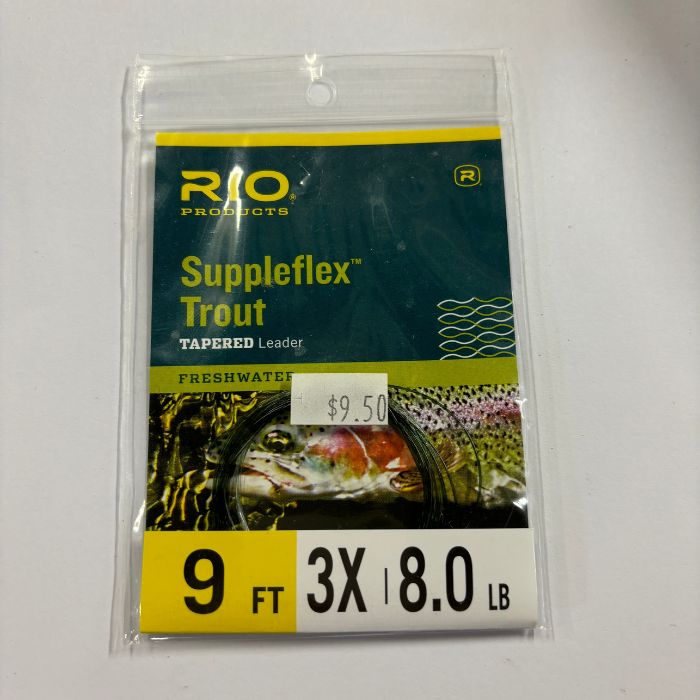 RIO®
PRODUCTS
R
Suppleflex™
Trout
TAPERED Leader
FRESHWATER
$9.50
9 FT 3X | 8.0 LB